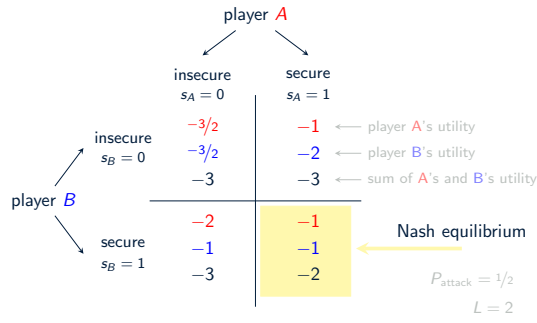 player A
insecure secure
s_A = 0 s_A = 1
−3/2 −1 player A's utility
insecure
−3/2 −2 player B's utility
s_B = 0
−3 −3 sum of A's and B's utility
player B
−2 −1
Nash equilibrium
secure −1 −1
s_B = 1
−3 −2
P_attack = 1/2
L = 2